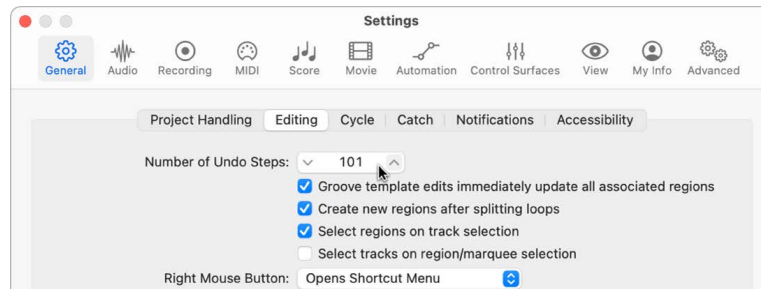 Settings
General Audio Recording MIDI Score Movie Automation Control Surfaces View My Info Advanced
Project Handling Editing Cycle Catch Notifications Accessibility
Number of Undo Steps: 101
Groove template edits immediately update all associated regions
Create new regions after splitting loops
Select regions on track selection
Select tracks on region/marquee selection
Right Mouse Button: Opens Shortcut Menu